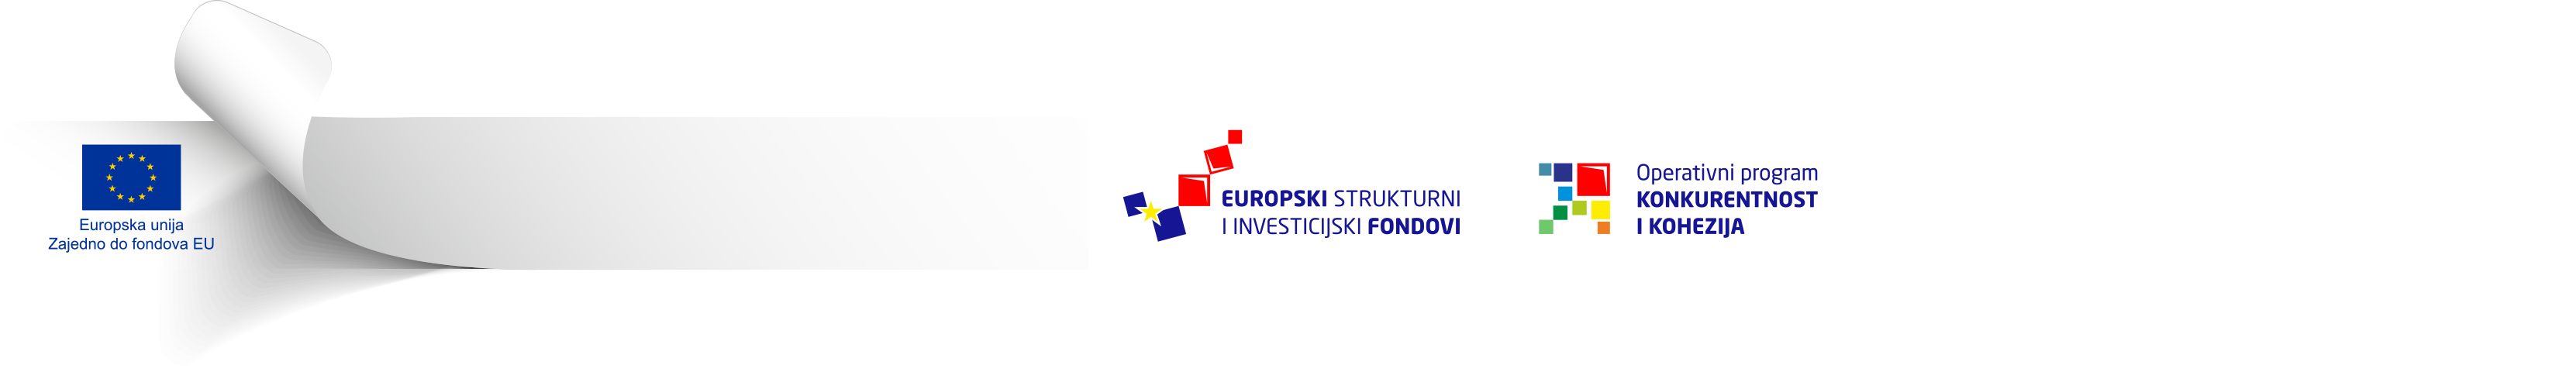 Europska unija
Zajedno do fondova EU
EUROPSKI STRUKTURNI
I INVESTICIJSKI FONDOVI
Operativni program
KONKURENTNOST
I KOHEZIJA